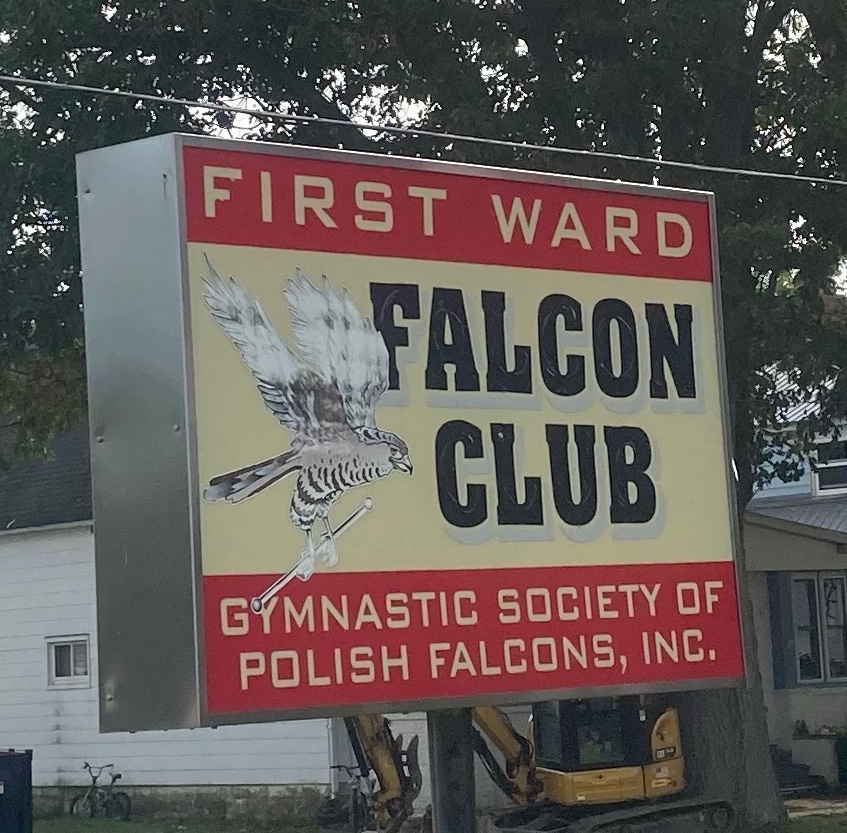 FIRST WARD
FALCON
CLUB
GYMNASTIC SOCIETY OF
POLISH FALCONS, INC.